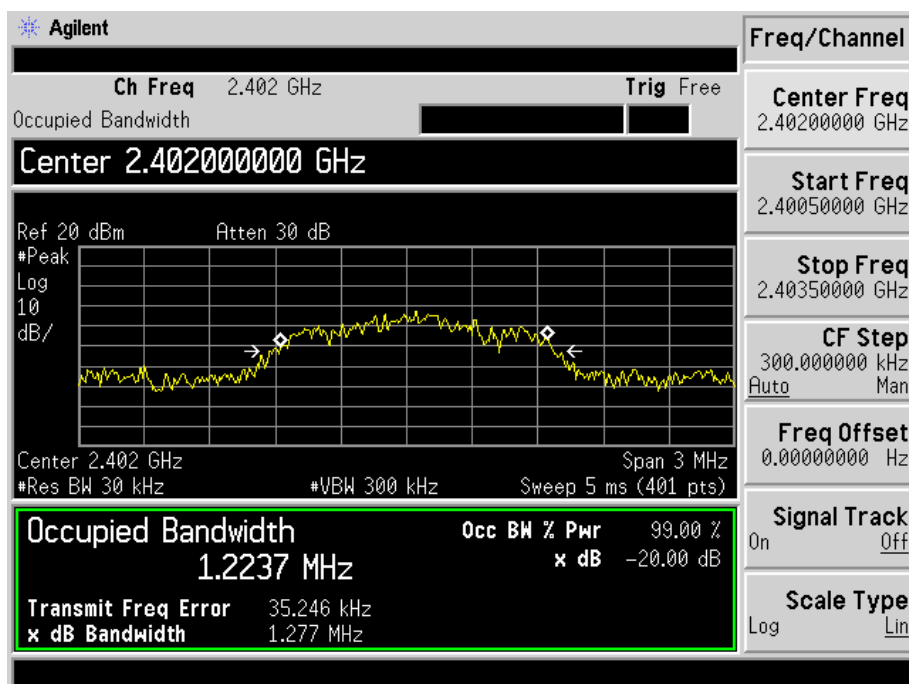 Agilent
Freq/Channel
Ch Freq 2.402 GHz Trig Free
Occupied Bandwidth
Center 2.402000000 GHz
Ref 20 dBm Atten 30 dB
#Peak
Log
10
dB/
Center 2.402 GHz Span 3 MHz
#Res BW 30 kHz #VBW 300 kHz Sweep 5 ms (401 pts)
Occupied Bandwidth Occ BW % Pwr 99.00 %
1.2237 MHz x dB -20.00 dB
Transmit Freq Error 35.246 kHz
x dB Bandwidth 1.277 MHz
Center Freq
2.40200000 GHz
Start Freq
2.40050000 GHz
Stop Freq
2.40350000 GHz
CF Step
300.000000 kHz
Auto Man
Freq Offset
0.00000000 Hz
Signal Track
On Off
Scale Type
Log Lin